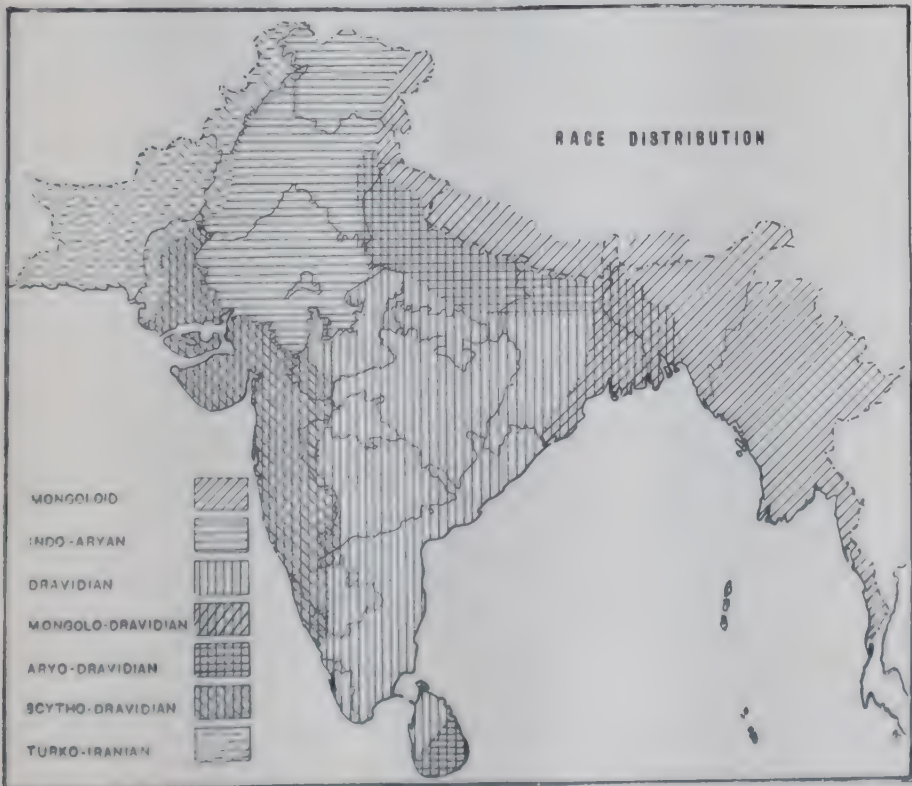 RACE DISTRIBUTION
MONGOLOID
INDO-ARYAN
DRAVIDIAN
MONGOLO-DRAVIDIAN
ARYO-DRAVIDIAN
SCYTHO-DRAVIDIAN
TURKO-IRANIAN